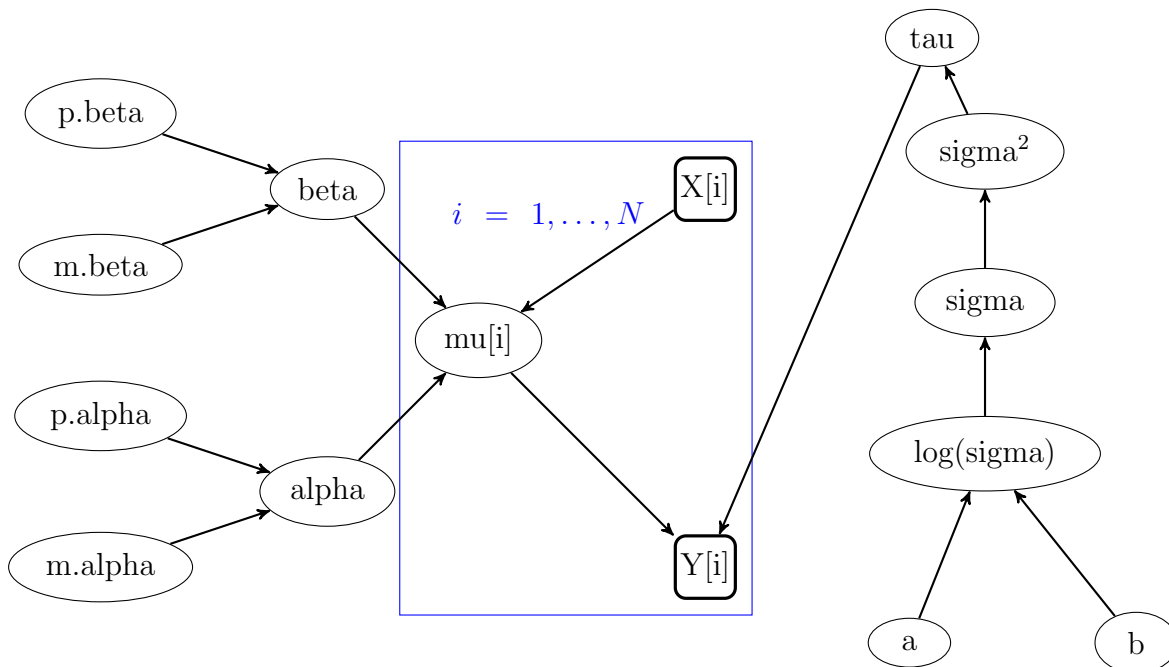 tau
p.beta
sigma²
beta
X[i]
i = 1,...,N
m.beta
sigma
mu[i]
p.alpha
log(sigma)
alpha
m.alpha
Y[i]
a
b